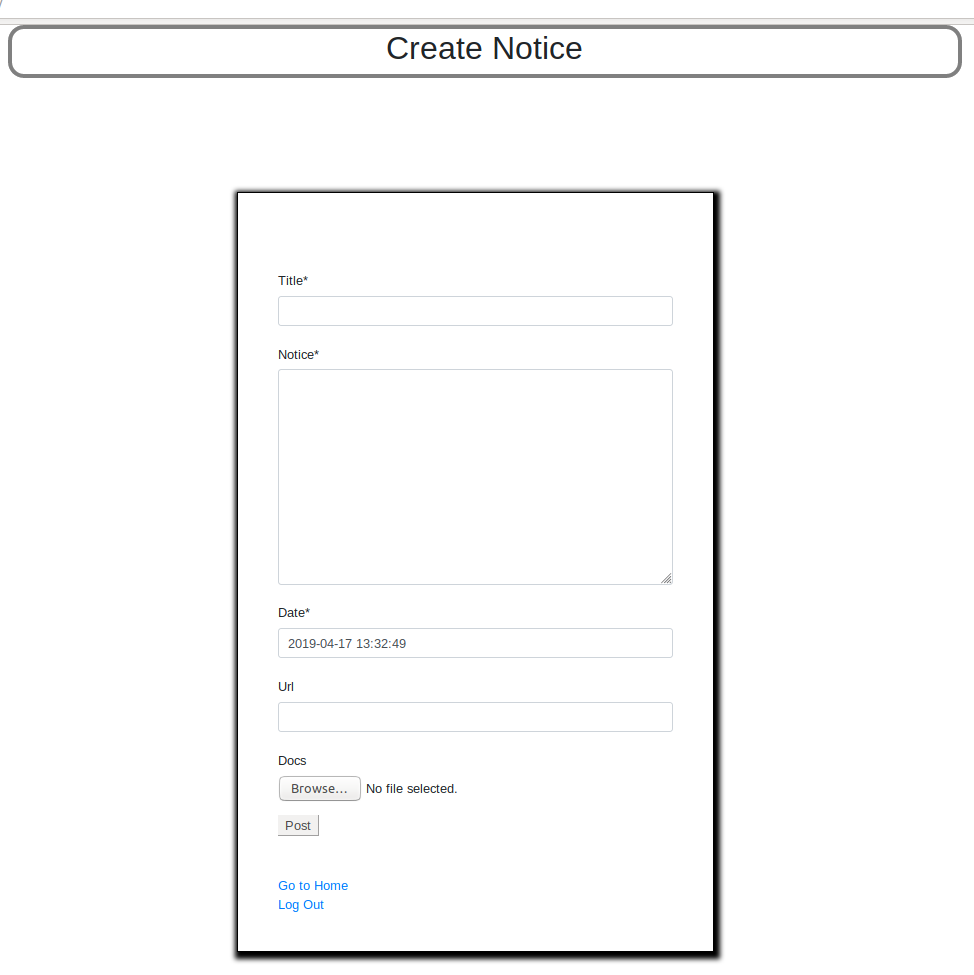 Create Notice
Title*
Notice*
Date*
2019-04-17 13:32:49
Url
Docs
Browse... No file selected.
Post
Go to Home
Log Out